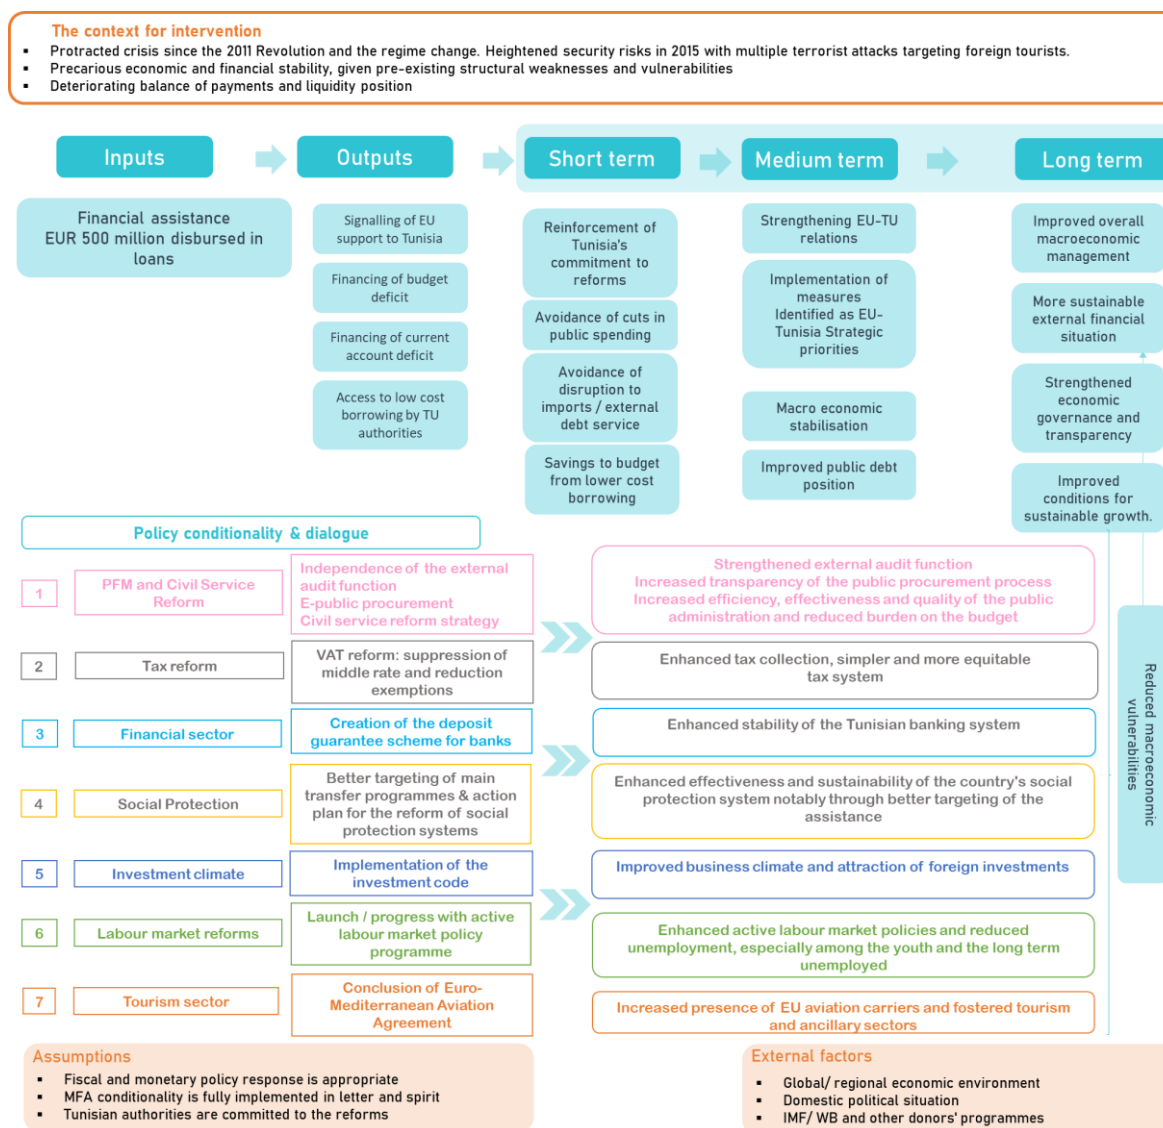 The context for intervention
▪ Protracted crisis since the 2011 Revolution and the regime change. Heightened security risks in 2015 with multiple terrorist attacks targeting foreign tourists.
▪ Precarious economic and financial stability, given pre-existing structural weaknesses and vulnerabilities
▪ Deteriorating balance of payments and liquidity position
Inputs
Outputs
Short term
Medium term
Long term
Financial assistance
EUR 500 million disbursed in
loans
Signalling of EU
support to Tunisia
Financing of budget
deficit
Financing of current
account deficit
Access to low cost
borrowing by TU
authorities
Reinforcement of
Tunisia's
commitment to
reforms
Avoidance of cuts in
public spending
Avoidance of
disruption to
imports / external
debt service
Savings to budget
from lower cost
borrowing
Strengthening EU-TU
relations
Implementation of
measures
Identified as EU-
Tunisia Strategic
priorities
Macro economic
stabilisation
Improved public debt
position
Improved overall
macroeconomic
management
More sustainable
external financial
situation
Strengthened
economic
governance and
transparency
Improved
conditions for
sustainable growth.
Policy conditionality & dialogue
1
PFM and Civil Service
Reform
Independence of the external
audit function
E-public procurement
Civil service reform strategy
Strengthened external audit function
Increased transparency of the public procurement process
Increased efficiency, effectiveness and quality of the public
administration and reduced burden on the budget
2
Tax reform
VAT reform: suppression of
middle rate and reduction
exemptions
Enhanced tax collection, simpler and more equitable
tax system
3
Financial sector
Creation of the deposit
guarantee scheme for banks
Enhanced stability of the Tunisian banking system
4
Social Protection
Better targeting of main
transfer programmes & action
plan for the reform of social
protection systems
Enhanced effectiveness and sustainability of the country's social
protection system notably through better targeting of the
assistance
5
Investment climate
Implementation of the
investment code
Improved business climate and attraction of foreign investments
6
Labour market reforms
Launch / progress with active
labour market policy
programme
Enhanced active labour market policies and reduced
unemployment, especially among the youth and the long term
unemployed
7
Tourism sector
Conclusion of Euro-
Mediterranean Aviation
Agreement
Increased presence of EU aviation carriers and fostered tourism
and ancillary sectors
Reduced macroeconomic
vulnerabilities
Assumptions
▪ Fiscal and monetary policy response is appropriate
▪ MFA conditionality is fully implemented in letter and spirit
▪ Tunisian authorities are committed to the reforms
External factors
▪ Global/ regional economic environment
▪ Domestic political situation
▪ IMF/ WB and other donors' programmes